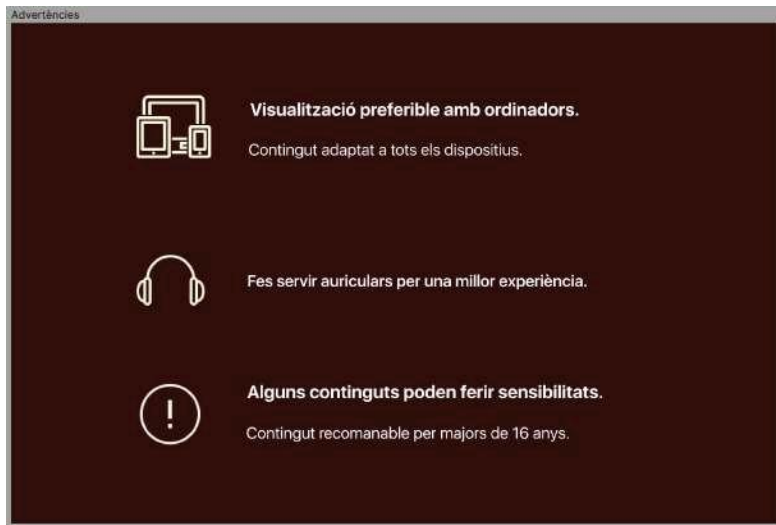 Advertències
Visualització preferible amb ordinadors.
Contingut adaptat a tots els dispositius.
Fes servir auriculars per una millor experiència.
Alguns continguts poden ferir sensibilitats.
Contingut recomanable per majors de 16 anys.